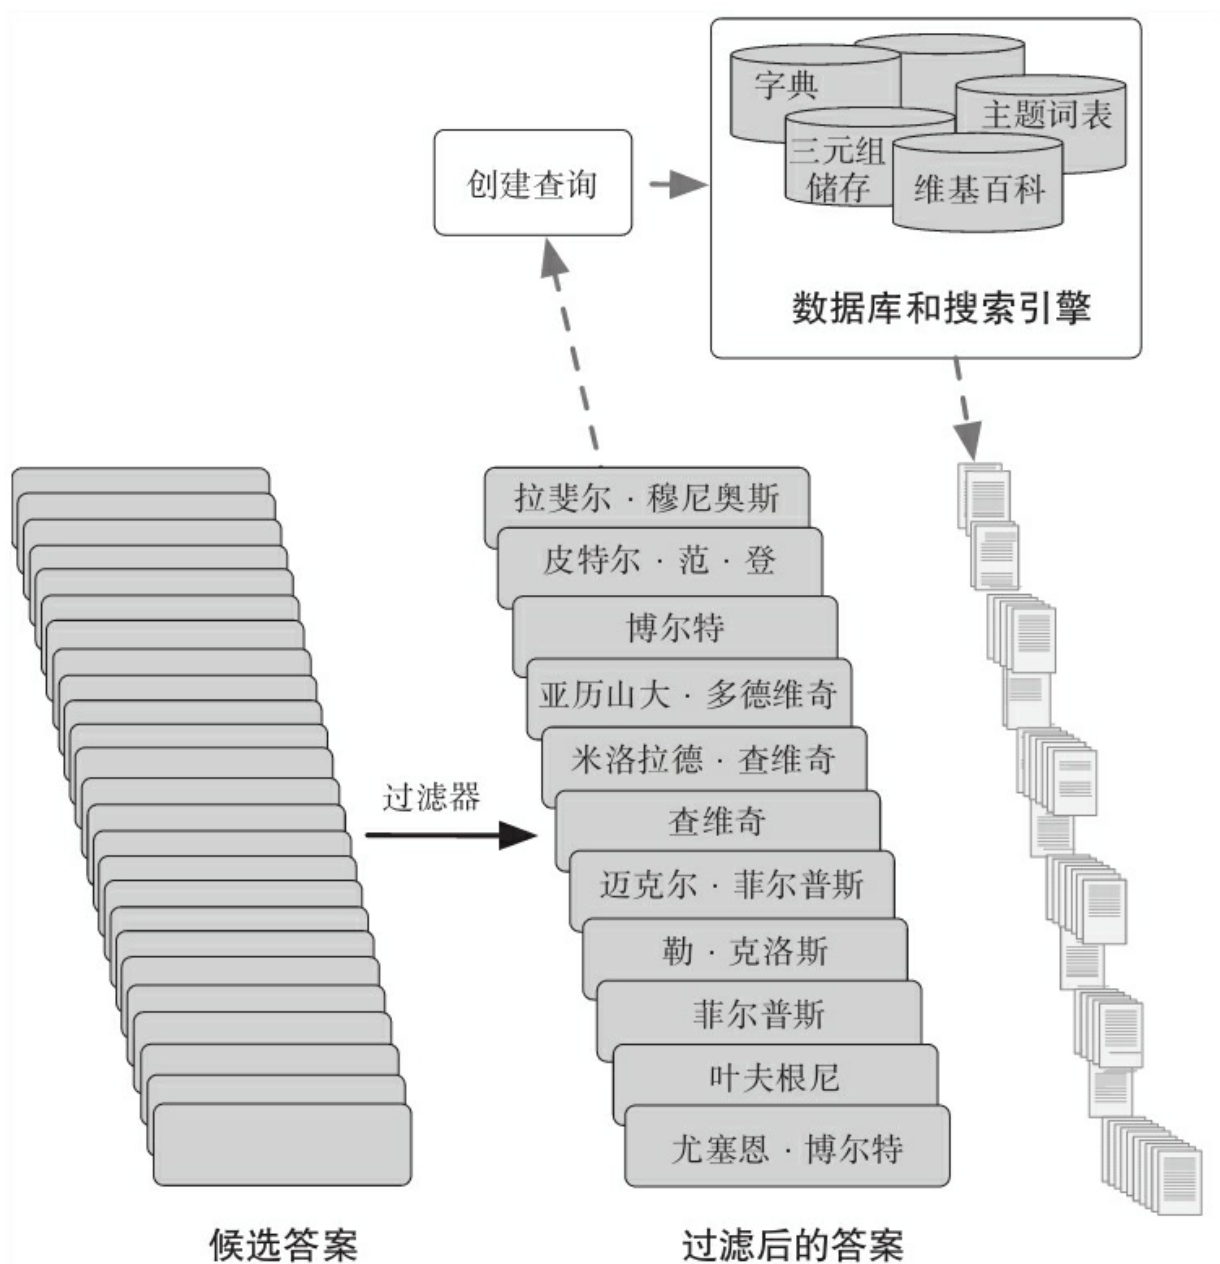 字典
主题词表
三元组
储存
维基百科
创建查询
数据库和搜索引擎
拉斐尔·穆尼奥斯
皮特尔·范·登
博尔特
亚历山大·多德维奇
米洛拉德·查维奇
过滤器
查维奇
迈克尔·菲尔普斯
勒·克洛斯
菲尔普斯
叶夫根尼
尤塞恩·博尔特
候选答案
过滤后的答案